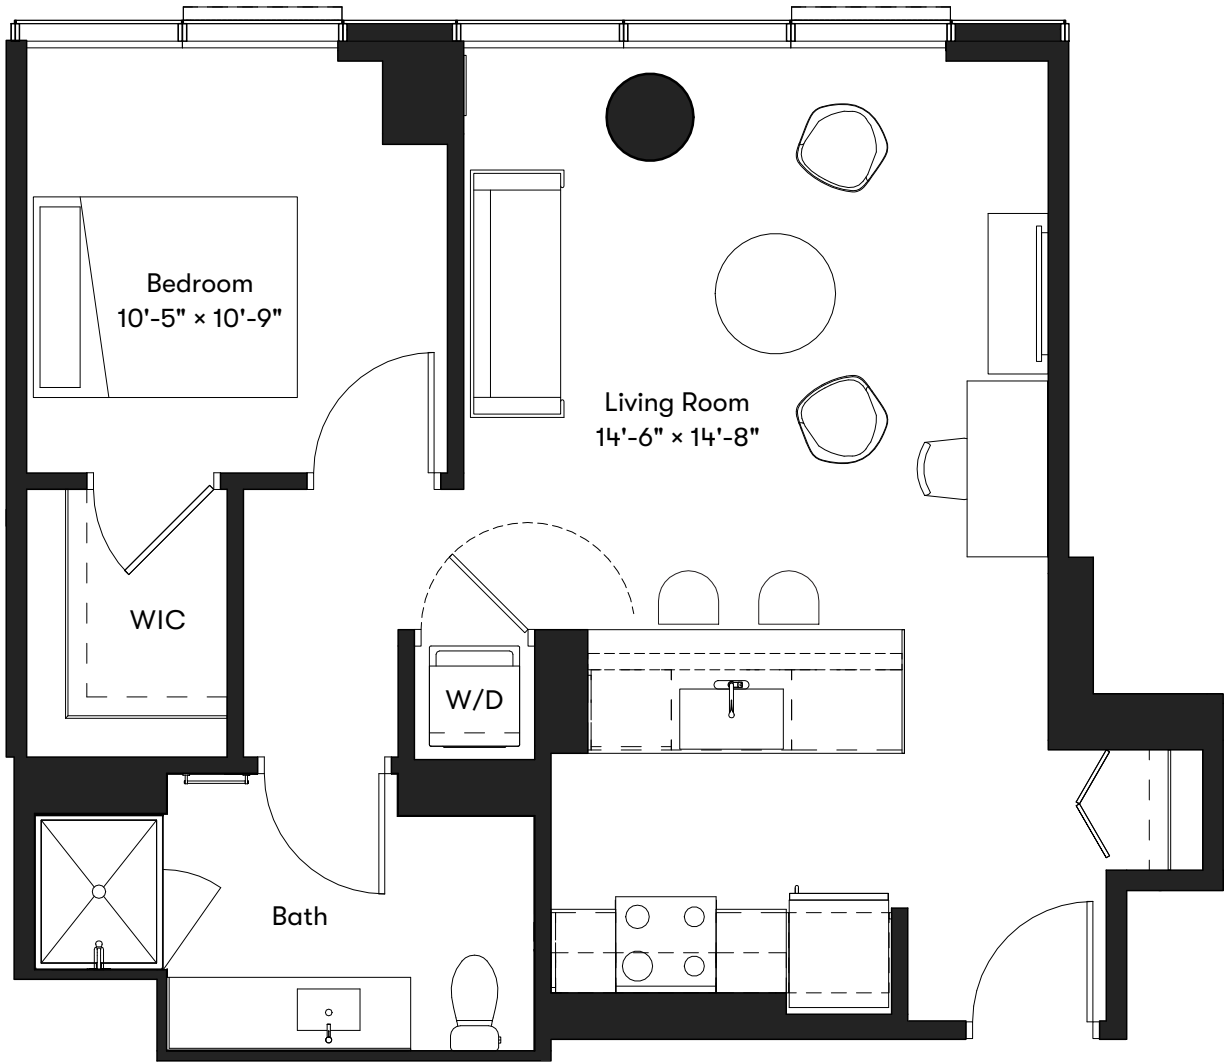 Bedroom
10'-5" × 10'-9"
Living Room
14'-6" × 14'-8"
WIC
W/D
Bath